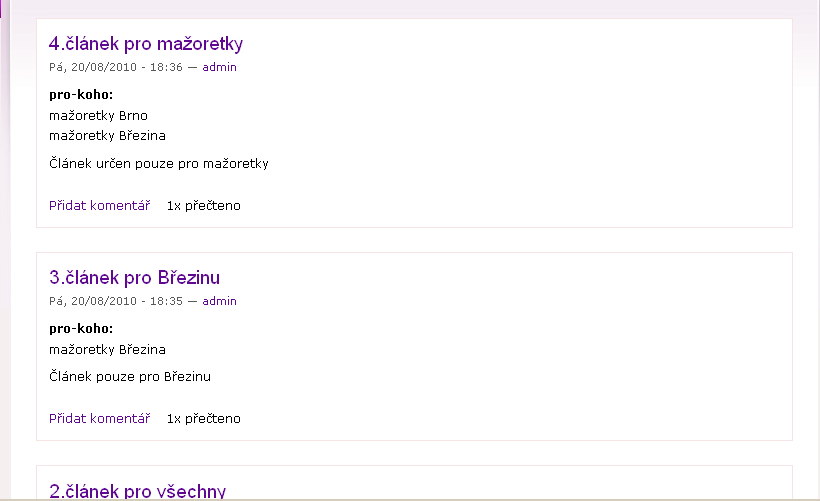 4.článek pro mažoretky
Pá, 20/08/2010 - 18:36 — admin
pro-koho:
mažoretky Brno
mažoretky Březina
Článek určen pouze pro mažoretky
Přidat komentář 1x přečteno
3.článek pro Březinu
Pá, 20/08/2010 - 18:35 — admin
pro-koho:
mažoretky Březina
Článek pouze pro Březinu
Přidat komentář 1x přečteno
2.článek pro všechny